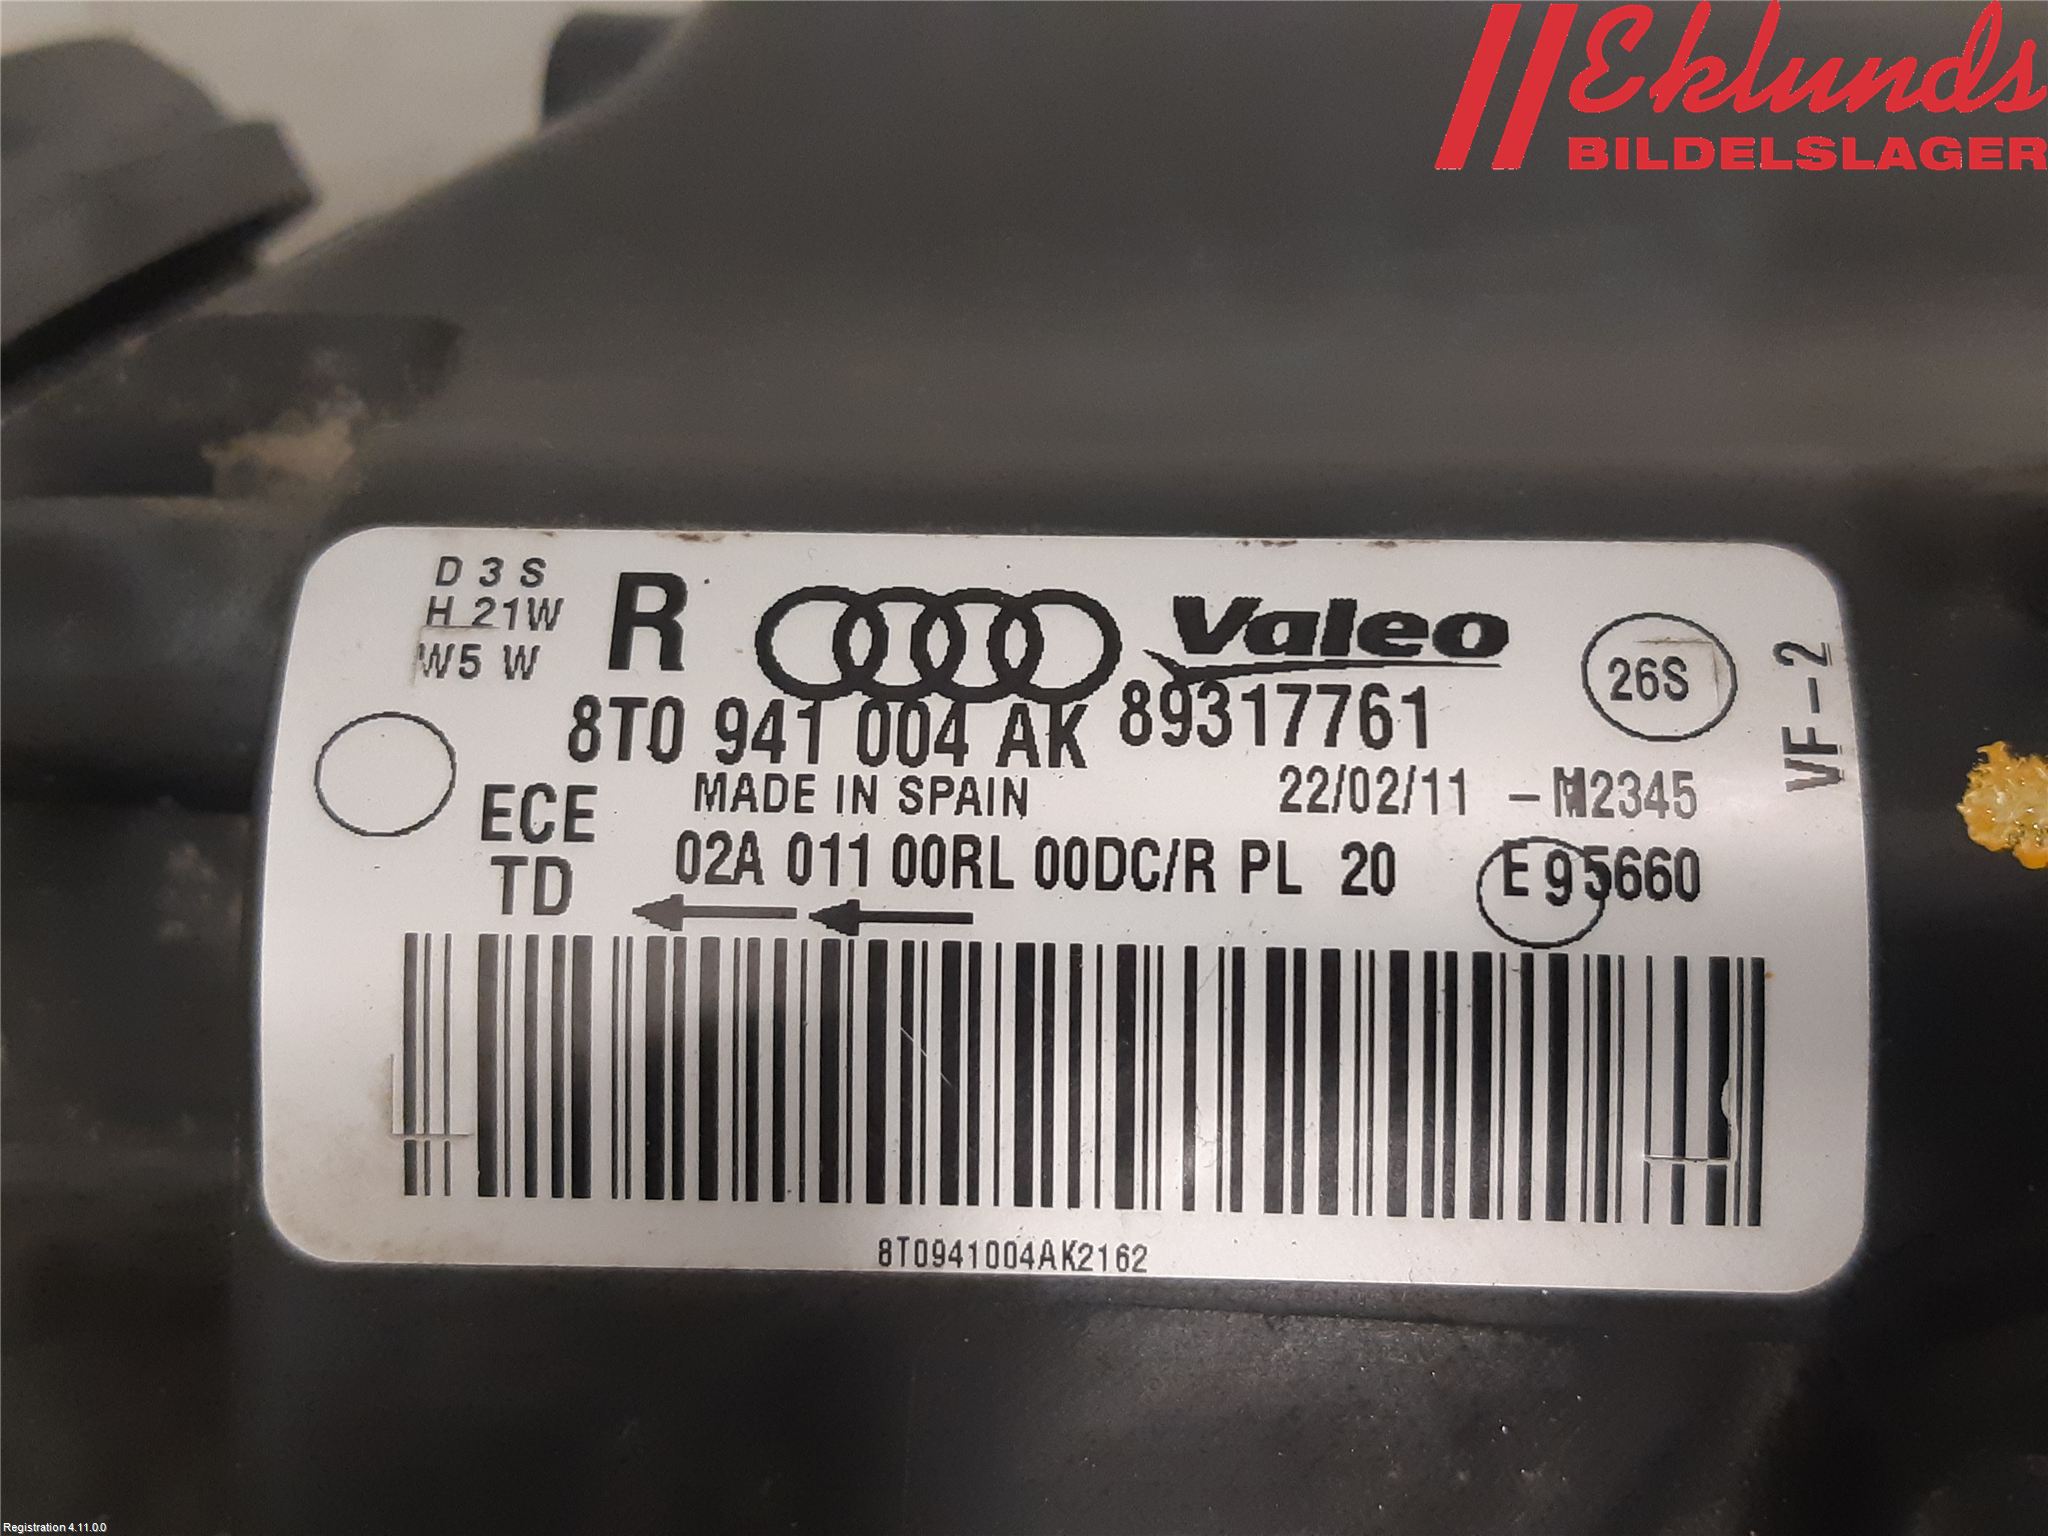 Eklunds
BILDELSLAGER
D 3 S
H 21W
W5 W
R
Valeo
26S
VF-2
8T0 941 004 AK 89317761
ECE
TD
MADE IN SPAIN
22/02/11 -M2345
02A 011 00RL 00DC/R PL 20
E9 5660
8T0941004AK2162
Registration 4.11.0.0